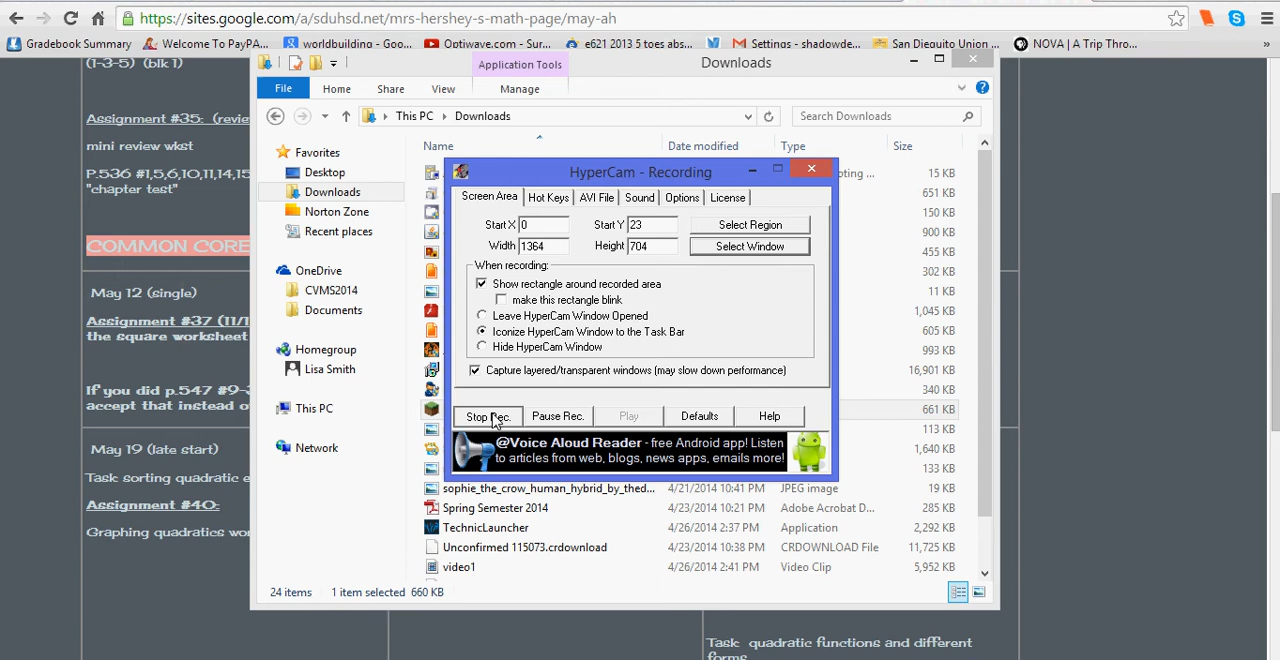 https://sites.google.com/a/sduhsd.net/mrs-hershey-s-math-page/may-ah
Gradebook Summary
Welcome To PayPA...
worldbuilding - Goo...
Optiwave.com - Sur...
e621 2013 5 toes abs...
Settings - shadowde...
San Dieguito Union ...
NOVA | A Trip Thro...
»
(1-3-5) (blk 1)
Assignment #35: (revie
mini review wkst
P.536 #1,5,6,10,11,14,15
"chapter test"
COMMON CORE
May 12 (single)
Assignment #37 (11/1
the square worksheet
If you did p.547 #9-3
accept that instead o
May 19 (late start)
Task sorting quadratic e
Assignment #40:
Graphing quadratics wo
Task: quadratic functions and different
forms
Application Tools
Downloads
File
Home
Share
View
Manage
This PC
Downloads
Search Downloads
Favorites
Desktop
Downloads
Norton Zone
Recent places
OneDrive
CVMS2014
Documents
Homegroup
Lisa Smith
This PC
Network
Name
Date modified
Type
Size
oting ...
15 KB
651 KB
150 KB
900 KB
455 KB
302 KB
11 KB
1,045 KB
605 KB
993 KB
16,901 KB
340 KB
661 KB
113 KB
1,640 KB
133 KB
sophie_the_crow_human_hybrid_by_thed... 4/21/2014 10:41 PM JPEG image 19 KB
Spring Semester 2014 4/23/2014 10:21 PM Adobe Acrobat D... 285 KB
TechnicLauncher 4/26/2014 2:37 PM Application 2,292 KB
Unconfirmed 115073.crdownload 4/23/2014 10:38 PM CRDOWNLOAD File 11,725 KB
video1 4/26/2014 2:41 PM Video Clip 5,952 KB
24 items
1 item selected 660 KB
HyperCam - Recording
Screen Area
Hot Keys
AVI File
Sound
Options
License
Start X 0
Start Y 23
Select Region
Width 1364
Height 704
Select Window
When recording:
Show rectangle around recorded area
make this rectangle blink
Leave HyperCam Window Opened
Iconize HyperCam Window to the Task Bar
Hide HyperCam Window
Capture layered/transparent windows (may slow down performance)
Stop Rec.
Pause Rec.
Play
Defaults
Help
@Voice Aloud Reader - free Android app! Listen
to articles from web, blogs, news apps, emails more!